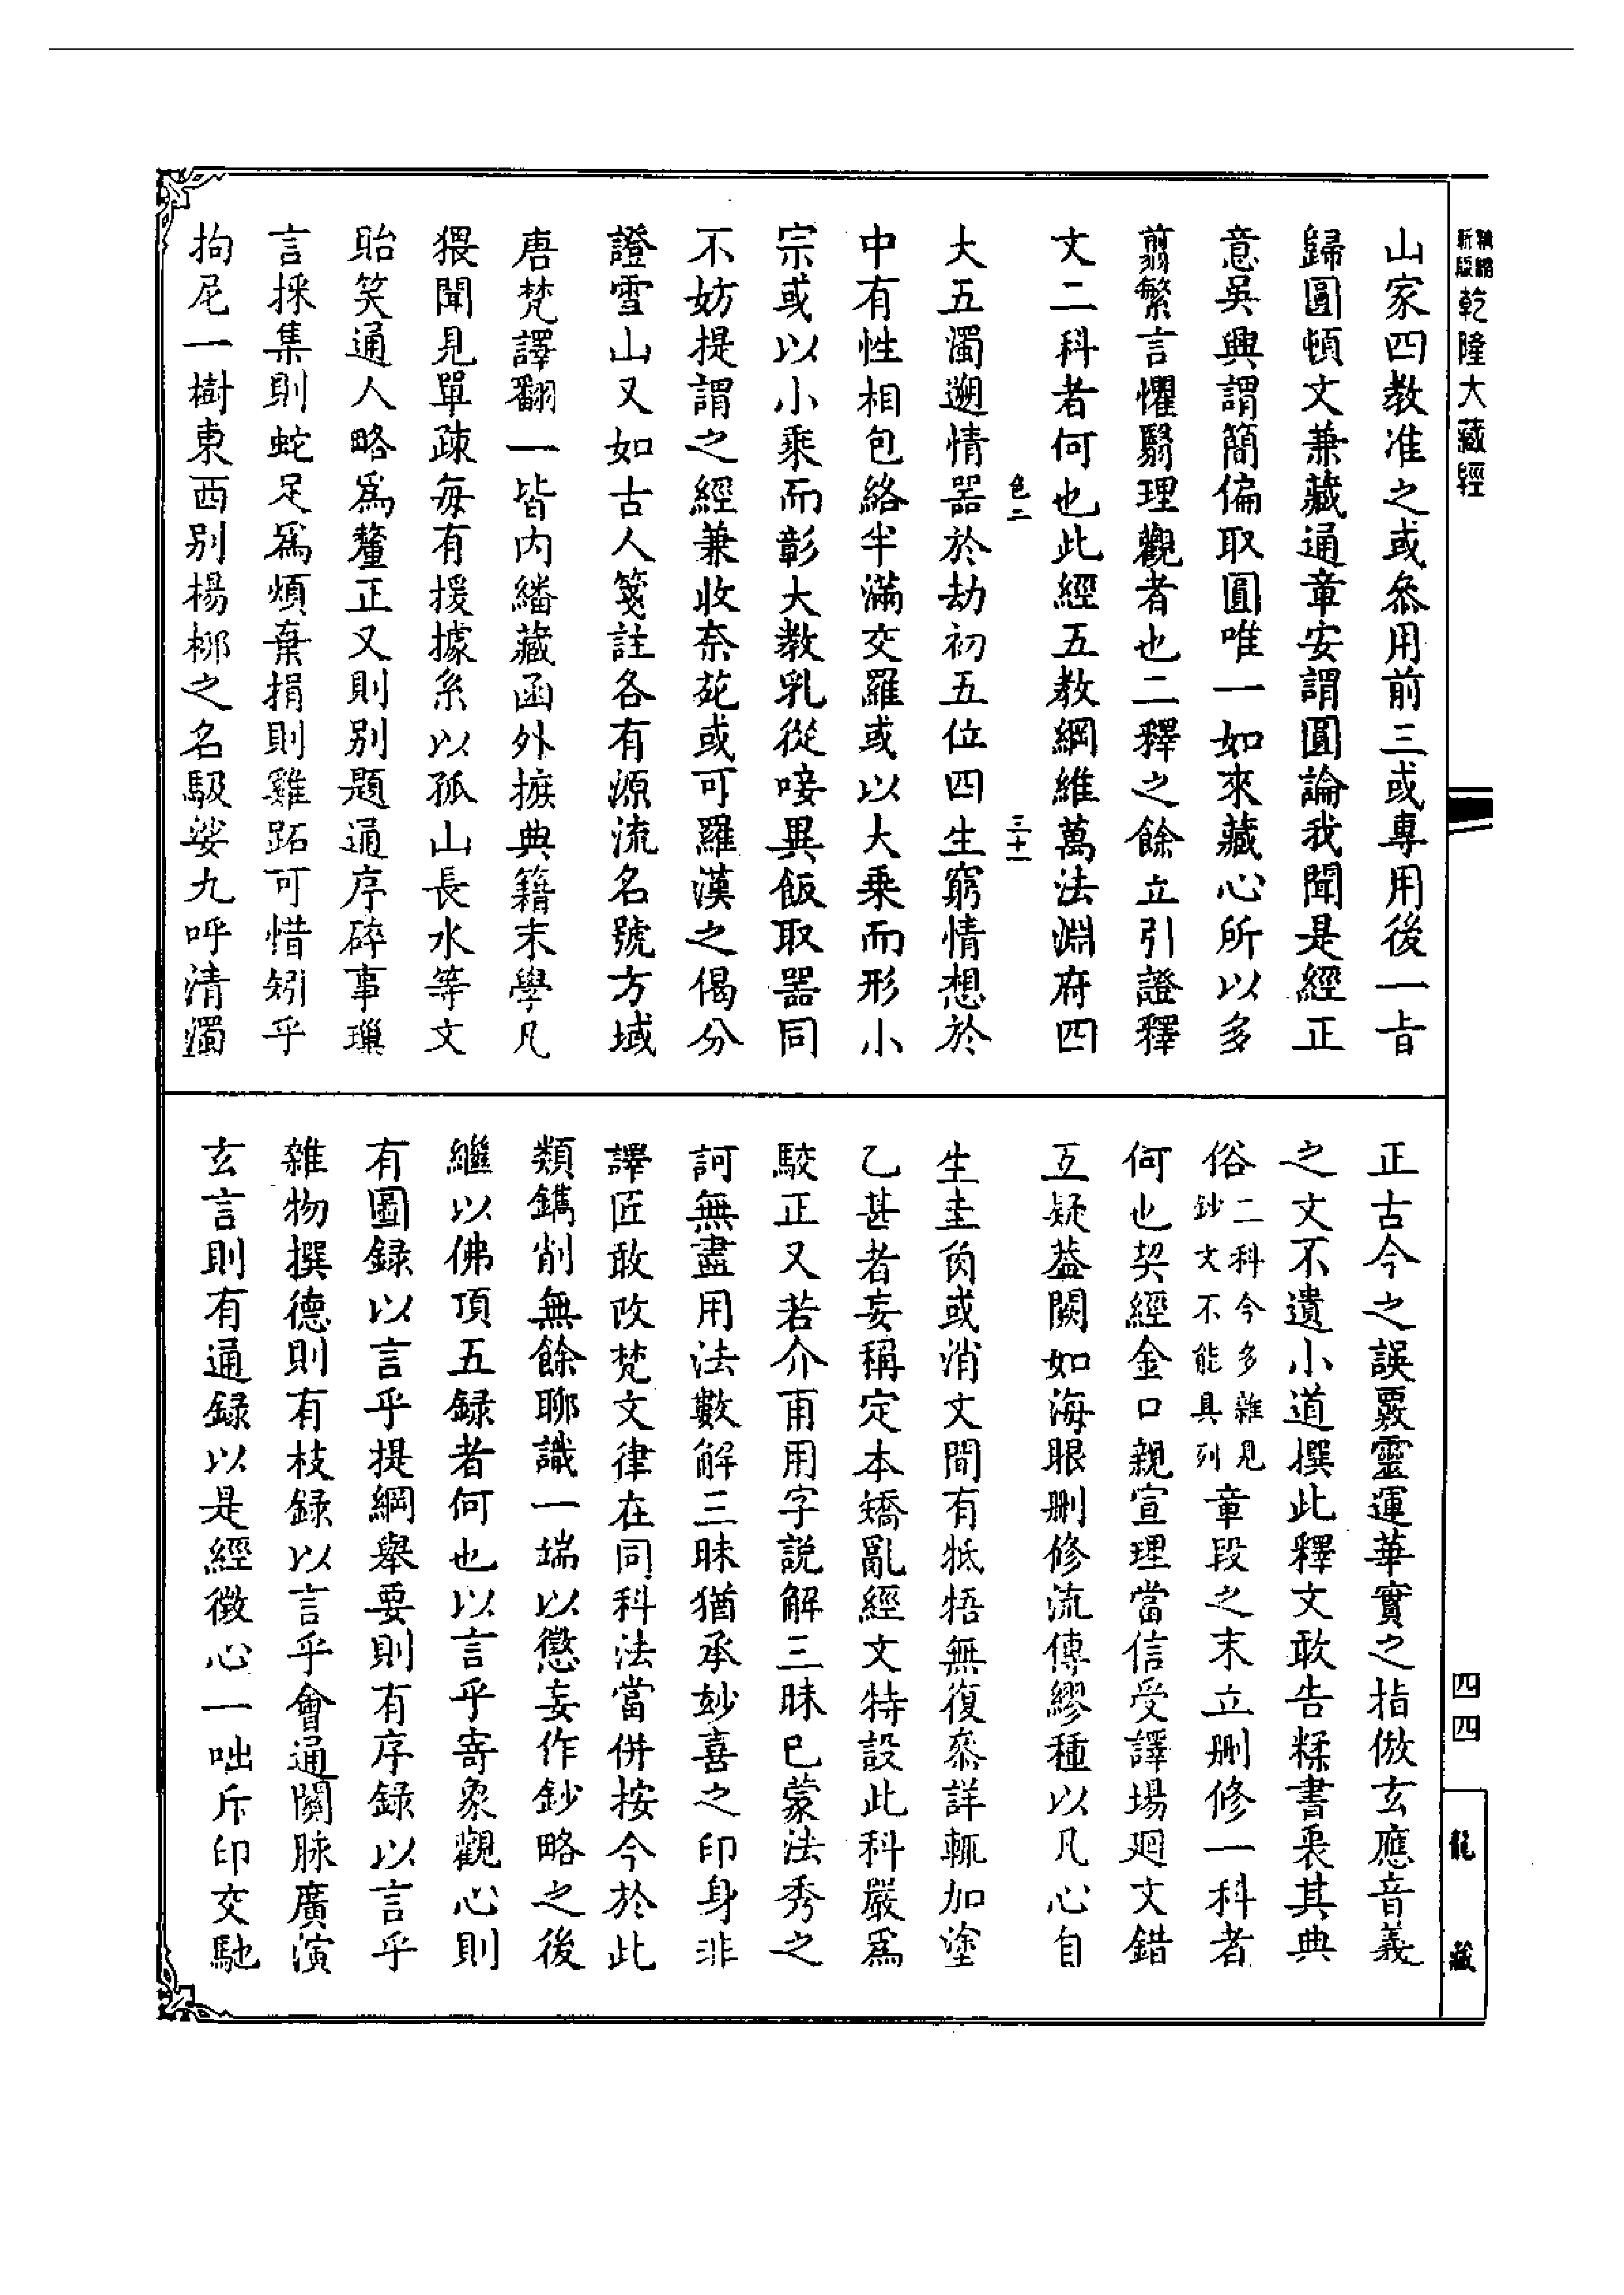 精縮新版乾隆大藏經
山家四教准之或叅用前三或專用後一㫖
歸圓頓文兼藏通章安謂圓論我聞是經正
意吳興謂簡偏取圓唯一如來藏心所以多
翦繁言懼翳理觀者也二釋之餘立引證釋
文二科者何也此經五教綱維萬法淵府四
色二 三十一
大五濁遡情器於劫初五位四生窮情想於
中有性相包絡半滿交羅或以大乗而形小
宗或以小乘而彰大教乳從唼異飯取器同
不妨提謂之經兼收柰苑或可羅漢之偈分
證雪山又如古人箋註各有源流名號方域
唐梵譯翻一皆内繙藏函外摭典籍末學凡
猥聞見單疎每有援據糸以孤山長水等文
貽笑通人略爲釐正又則别題通序碎事璅
言採集則蛇足爲煩棄捐則雞跖可惜矧乎
拘尼一樹東西别楊栁之名馺娑九呼清濁
正古今之誤覈靈運華實之指倣玄應音義
之文不遺小道撰此釋文敢告糅書裹其典
俗二科今多雜見鈔文不能具列章段之末立刪修一科者
何也契經金口親宣理當信受譯場廻文錯
互疑葢闕如海眼刪修流傳繆種以凡心自
生圭角或消文間有牴牾無復叅詳輒加塗
乙甚者妄稱定本矯亂經文特設此科嚴爲
駮正又若介甫用字説解三昧已蒙法秀之
訶無盡用法數解三昧猶承玅喜之印身非
譯匠敢改梵文律在同科法當併按今於此
類鐫削無餘聊識一端以懲妄作鈔略之後
繼以佛頂五録者何也以言乎寄象觀心則
有圖録以言乎提綱舉要則有序録以言乎
雜物撰德則有枝録以言乎會通關脉廣演
玄言則有通録以是經徵心一咄斥印交馳
四四
龍藏